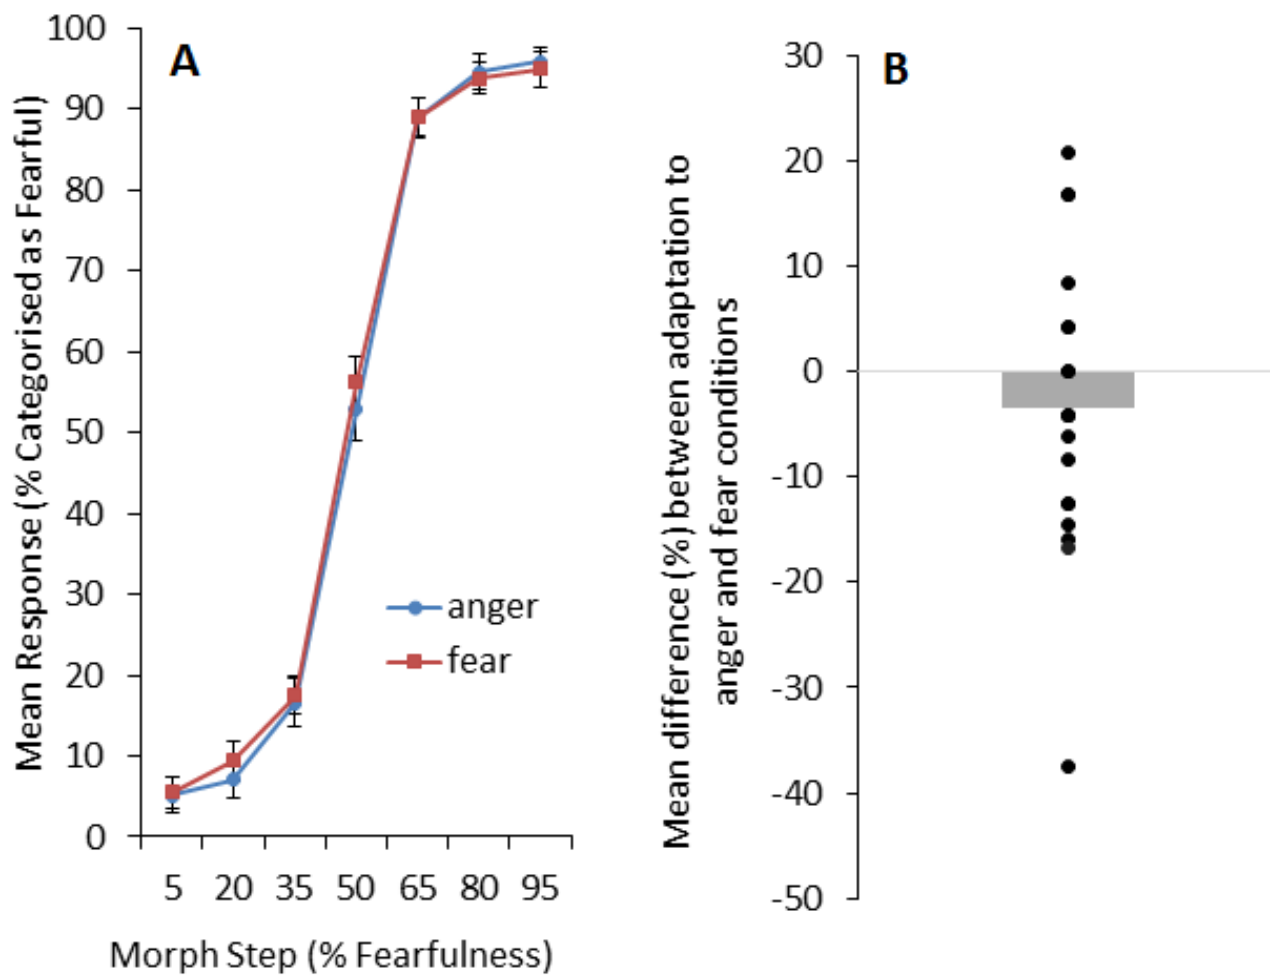 A
Mean Response (% Categorised as Fearful)
100
90
80
70
60
50
40
30
20
10
0
anger
fear
5 20 35 50 65 80 95
Morph Step (% Fearfulness)
B
Mean difference (%) between adaptation to
anger and fear conditions
30
20
10
0
-10
-20
-30
-40
-50